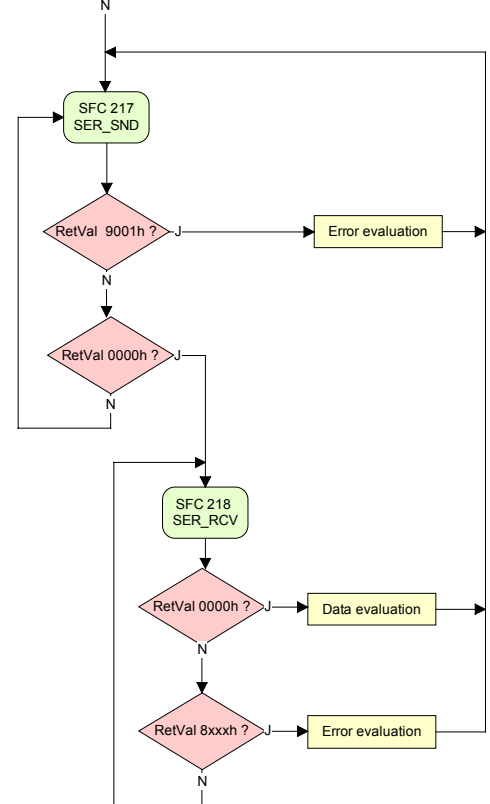 N
SFC 217
SER_SND
RetVal 9001h ?
J
Error evaluation
N
RetVal 0000h ?
J
N
SFC 218
SER_RCV
RetVal 0000h ?
J
Data evaluation
N
RetVal 8xxxh ?
J
Error evaluation
N